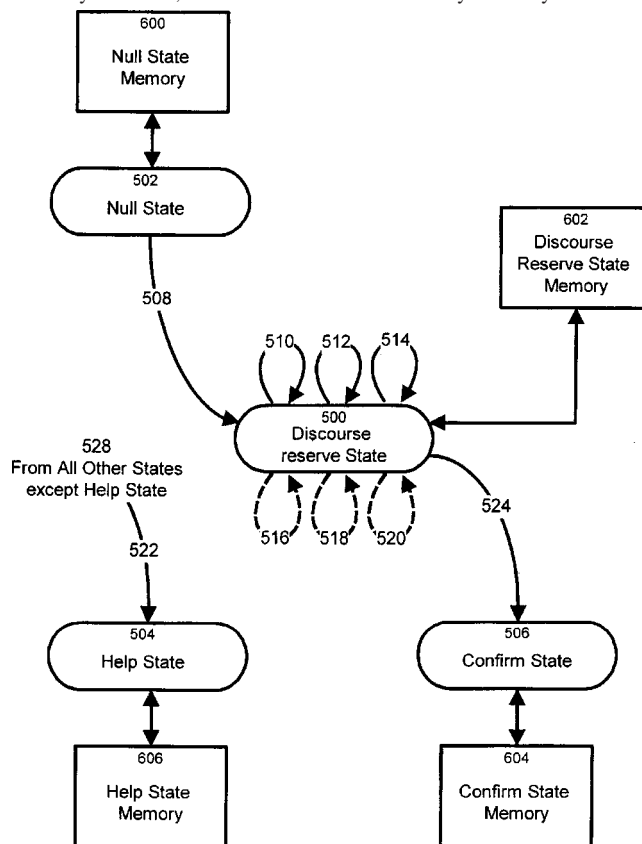 600
Null State
Memory
502
Null State
602
Discourse
Reserve State
Memory
508
510
512
514
500
Discourse
reserve State
528
From All Other States
except Help State
516
518
520
524
522
504
Help State
506
Confirm State
606
Help State
Memory
604
Confirm State
Memory